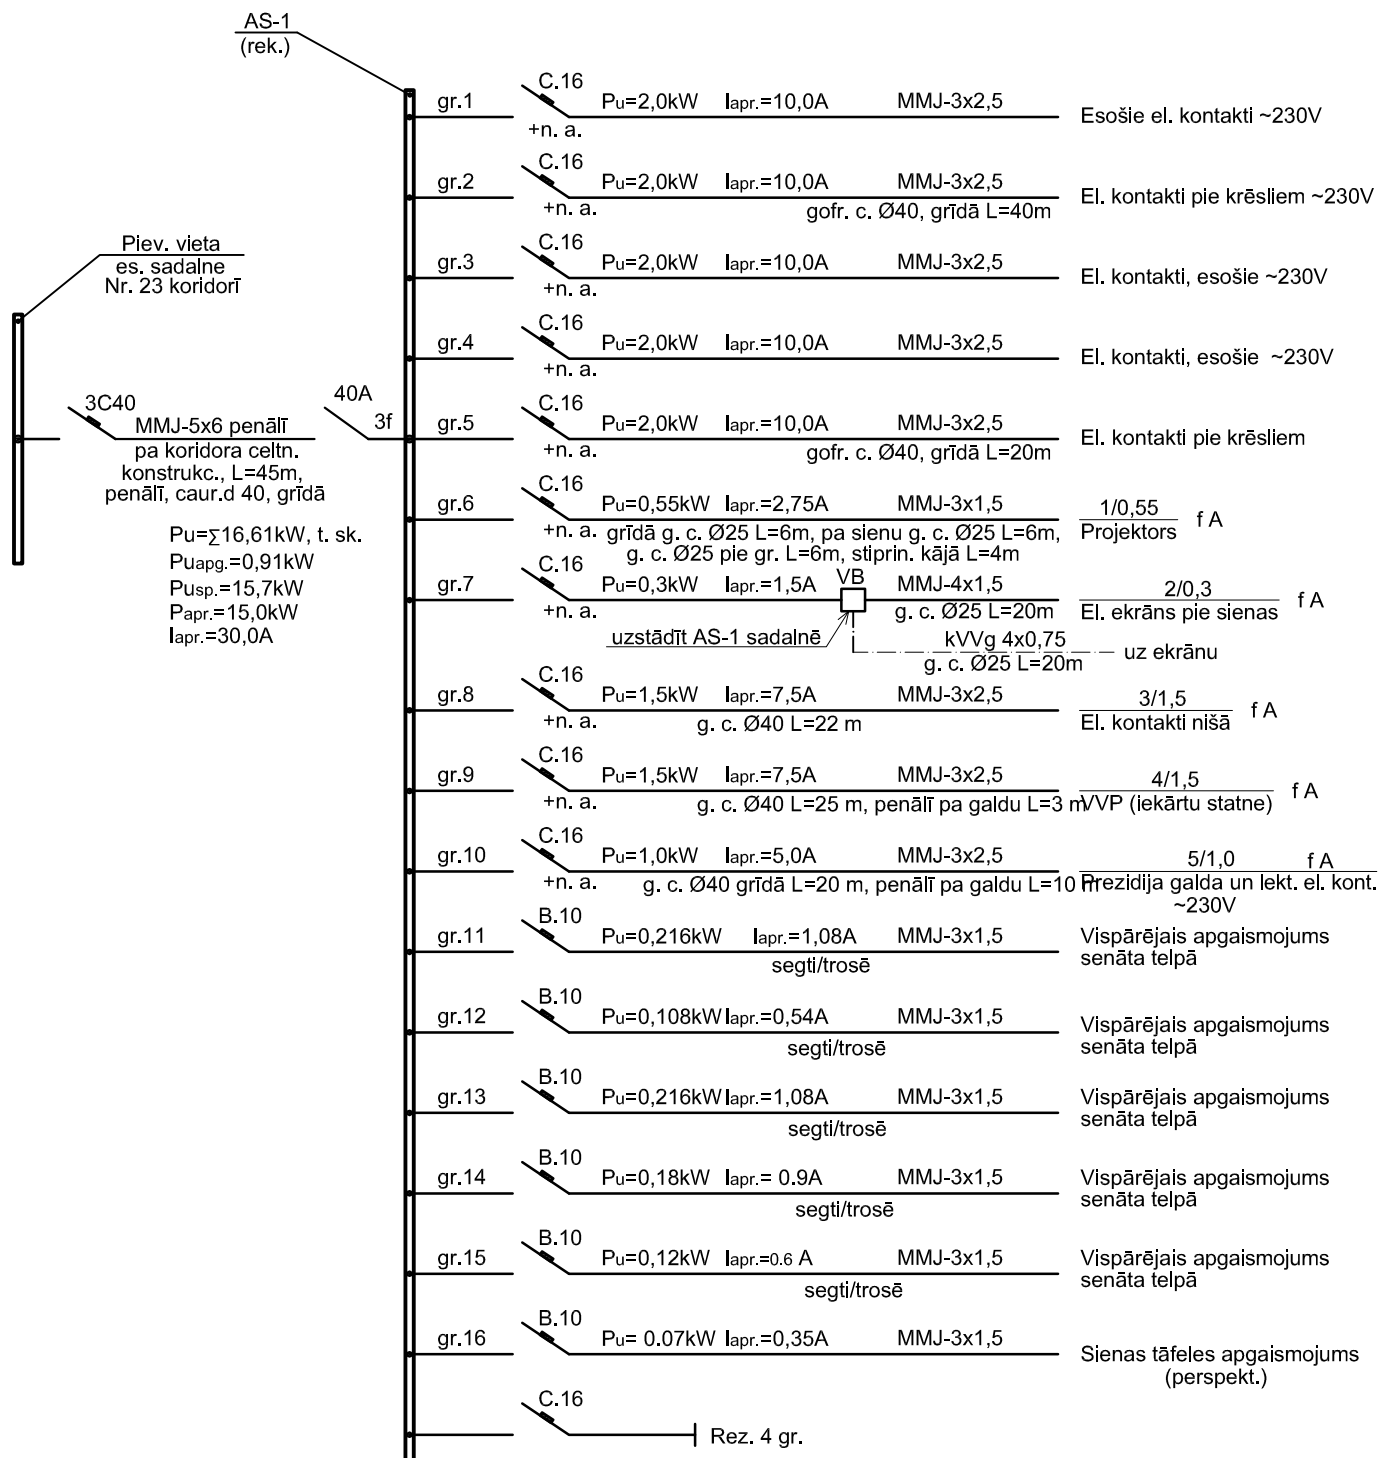 AS-1
(rek.)
Piev. vieta
es. sadalne
Nr. 23 koridorī
3C40
MMJ-5x6 penālī
pa koridora celtn.
konstrukc., L=45m,
penālī, caur.d 40, grīdā
40A
3f
Pu=∑16,61kW, t. sk.
Puapg.=0,91kW
Pusp.=15,7kW
Papr.=15,0kW
Iapr.=30,0A
gr.1 C.16 Pu=2,0kW Iapr.=10,0A MMJ-3x2,5 Esošie el. kontakti ~230V
+n. a.
gr.2 C.16 Pu=2,0kW Iapr.=10,0A MMJ-3x2,5 El. kontakti pie krēsliem ~230V
+n. a. gofr. c. Ø40, grīdā L=40m
gr.3 C.16 Pu=2,0kW Iapr.=10,0A MMJ-3x2,5 El. kontakti, esošie ~230V
+n. a.
gr.4 C.16 Pu=2,0kW Iapr.=10,0A MMJ-3x2,5 El. kontakti, esošie ~230V
+n. a.
gr.5 C.16 Pu=2,0kW Iapr.=10,0A MMJ-3x2,5 El. kontakti pie krēsliem
+n. a. gofr. c. Ø40, grīdā L=20m
gr.6 C.16 Pu=0,55kW Iapr.=2,75A MMJ-3x1,5 1/0,55 f A
+n. a. grīdā g. c. Ø25 L=6m, pa sienu g. c. Ø25 L=6m, Projektors
g. c. Ø25 pie gr. L=6m, stiprin. kājā L=4m
gr.7 C.16 Pu=0,3kW Iapr.=1,5A VB MMJ-4x1,5 2/0,3 f A
+n. a. g. c. Ø25 L=20m El. ekrāns pie sienas
uzstādīt AS-1 sadalnē kVVg 4x0,75 uz ekrānu
g. c. Ø25 L=20m
gr.8 C.16 Pu=1,5kW Iapr.=7,5A MMJ-3x2,5 3/1,5 f A
+n. a. g. c. Ø40 L=22 m El. kontakti nišā
gr.9 C.16 Pu=1,5kW Iapr.=7,5A MMJ-3x2,5 4/1,5 f A
+n. a. g. c. Ø40 L=25 m, penālī pa galdu L=3 m VVP (iekārtu statne)
gr.10 C.16 Pu=1,0kW Iapr.=5,0A MMJ-3x2,5 5/1,0 f A
+n. a. g. c. Ø40 grīdā L=20 m, penālī pa galdu L=10 m Prezidija galda un lekt. el. kont.
~230V
gr.11 B.10 Pu=0,216kW Iapr.=1,08A MMJ-3x1,5 Vispārējais apgaismojums
segti/trosē senāta telpā
gr.12 B.10 Pu=0,108kW Iapr.=0,54A MMJ-3x1,5 Vispārējais apgaismojums
segti/trosē senāta telpā
gr.13 B.10 Pu=0,216kW Iapr.=1,08A MMJ-3x1,5 Vispārējais apgaismojums
segti/trosē senāta telpā
gr.14 B.10 Pu=0,18kW Iapr.= 0.9A MMJ-3x1,5 Vispārējais apgaismojums
segti/trosē senāta telpā
gr.15 B.10 Pu=0,12kW Iapr.=0.6 A MMJ-3x1,5 Vispārējais apgaismojums
segti/trosē senāta telpā
gr.16 B.10 Pu= 0.07kW Iapr.=0,35A MMJ-3x1,5 Sienas tāfeles apgaismojums
(perspekt.)
C.16
Rez. 4 gr.